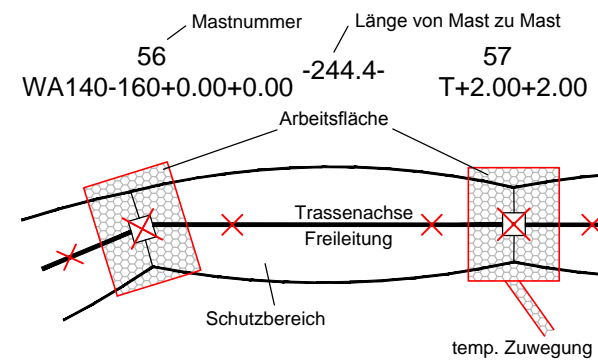 Mastnummer
Länge von Mast zu Mast
56
-244.4-
57
WA140-160+0.00+0.00
T+2.00+2.00
Arbeitsfläche
Trassenachse
Freileitung
Schutzbereich
temp. Zuwegung